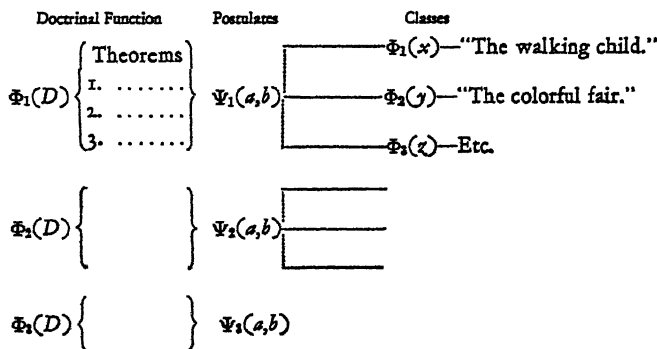 Doctrinal Function Postulates Classes
Theorems
Φ₁(x)—“The walking child.”
Φ₁(D) 1. ....... Ψ₁(a,b) Φ₂(y)—“The colorful fair.”
2. .......
3. ....... Φ₃(z)—Etc.
Φ₂(D) Ψ₂(a,b)
Φ₃(D) Ψ₃(a,b)